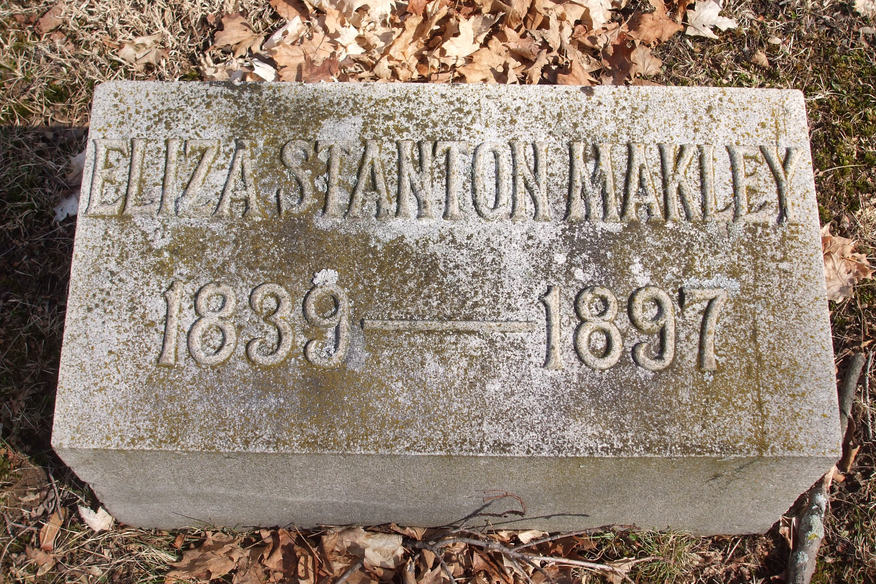 ELIZA STANTON MAKLEY
1839 — 1897